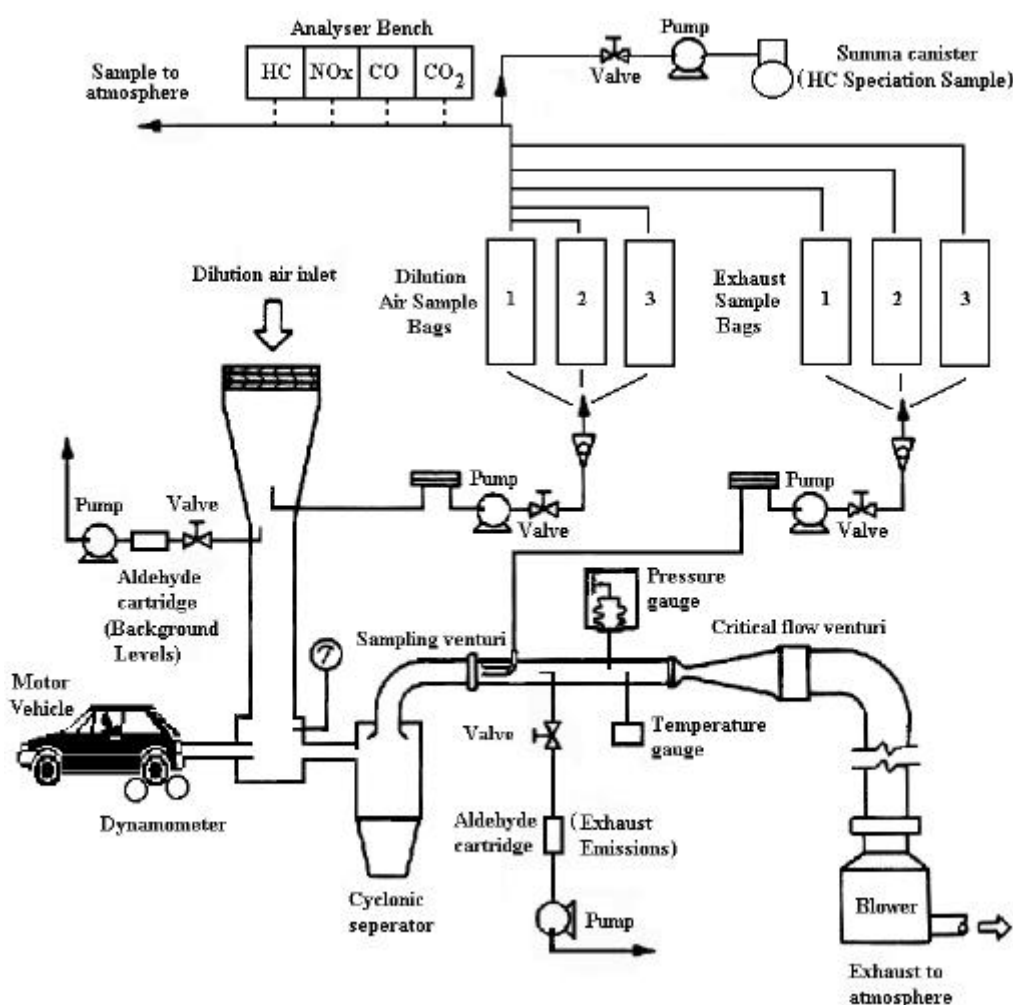 Analyser Bench
HC NOx CO CO2
Sample to
atmosphere
Pump
Valve
Summa canister
(HC Speciation Sample)
Dilution air inlet
Dilution
Air Sample
Bags
1 2 3
Exhaust
Sample
Bags
1 2 3
Pump
Valve
Pump
Valve
Pump
Valve
Aldehyde
cartridge
(Background
Levels)
T
Pressure
gauge
Sampling venturi
Critical flow venturi
Motor
Vehicle
Dynamometer
Valve
Temperature
gauge
Aldehyde
cartridge
(Exhaust
Emissions)
Cyclonic
seperator
Pump
Blower
Exhaust to
atmosphere